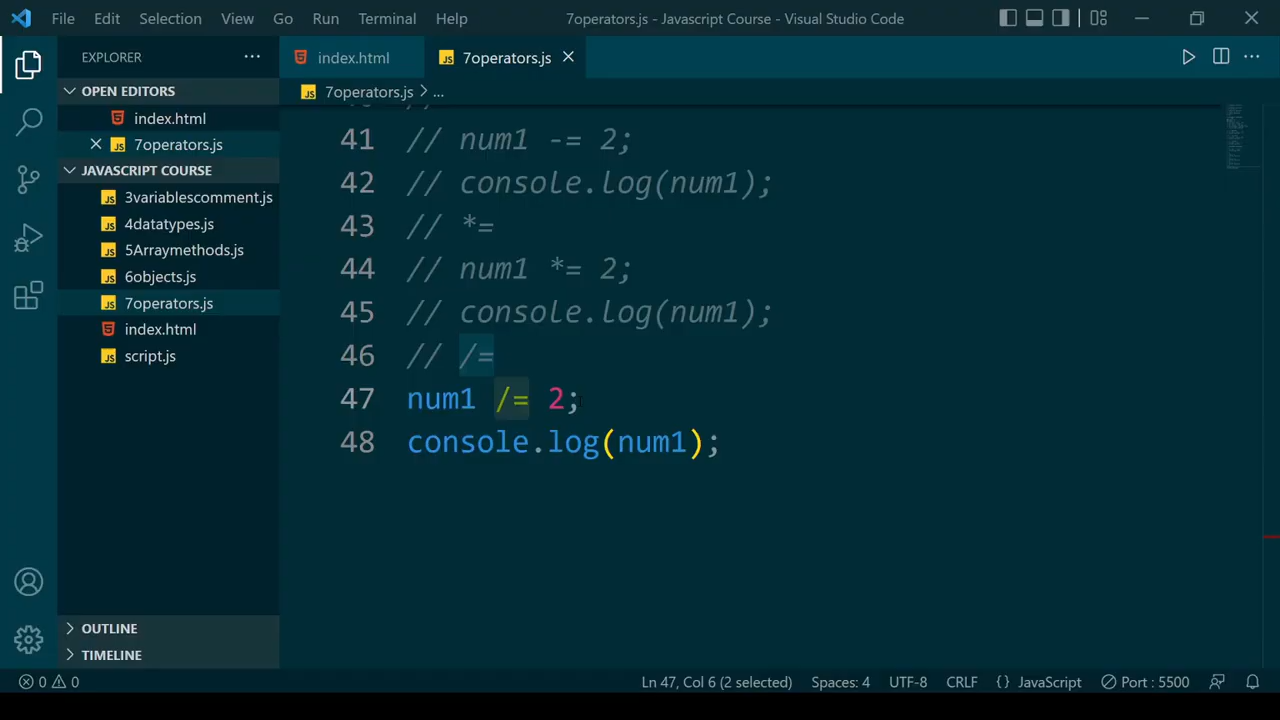 File Edit Selection View Go Run Terminal Help 7operators.js - Javascript Course - Visual Studio Code
EXPLORER
index.html 7operators.js
OPEN EDITORS
index.html
7operators.js
JAVASCRIPT COURSE
3variablescomment.js
4datatypes.js
5Arraymethods.js
6objects.js
7operators.js
index.html
script.js
OUTLINE
TIMELINE
7operators.js > ...
41 // num1 -= 2;
42 // console.log(num1);
43 // *=
44 // num1 *= 2;
45 // console.log(num1);
46 // /=
47 num1 /= 2;
48 console.log(num1);
0 0 Ln 47, Col 6 (2 selected) Spaces: 4 UTF-8 CRLF {} JavaScript Port : 5500